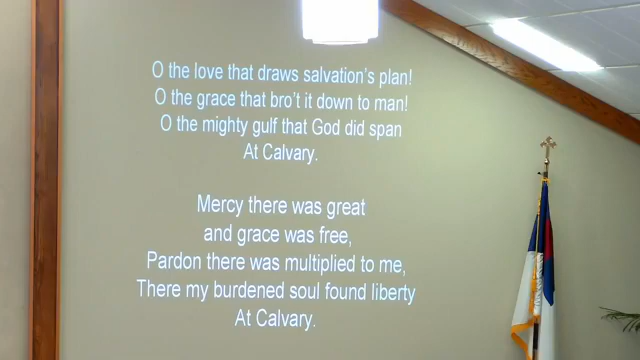 O the love that draws salvation's plan!
O the grace that bro't it down to man!
O the mighty gulf that God did span
At Calvary.
Mercy there was great
and grace was free,
Pardon there was multiplied to me,
There my burdened soul found liberty
At Calvary.